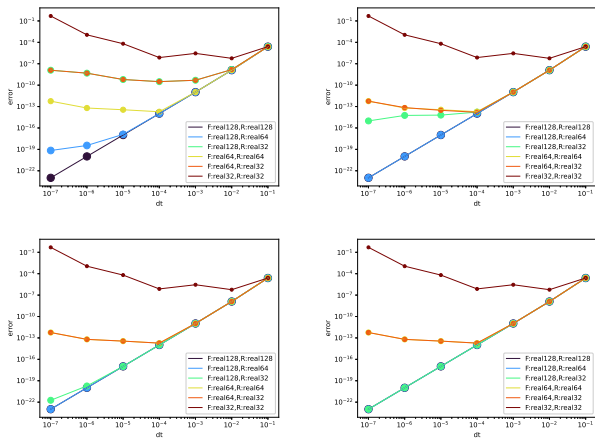 10⁻¹
10⁻⁴
10⁻⁷
10⁻¹⁰
10⁻¹³
10⁻¹⁶
10⁻¹⁹
10⁻²²
error
F:real128,R:real128
F:real128,R:real64
F:real128,R:real32
F:real64,R:real64
F:real64,R:real32
F:real32,R:real32
10⁻⁷ 10⁻⁶ 10⁻⁵ 10⁻⁴ 10⁻³ 10⁻² 10⁻¹
dt
10⁻¹
10⁻⁴
10⁻⁷
10⁻¹⁰
10⁻¹³
10⁻¹⁶
10⁻¹⁹
10⁻²²
error
F:real128,R:real128
F:real128,R:real64
F:real128,R:real32
F:real64,R:real64
F:real64,R:real32
F:real32,R:real32
10⁻⁷ 10⁻⁶ 10⁻⁵ 10⁻⁴ 10⁻³ 10⁻² 10⁻¹
dt
10⁻¹
10⁻⁴
10⁻⁷
10⁻¹⁰
10⁻¹³
10⁻¹⁶
10⁻¹⁹
10⁻²²
error
F:real128,R:real128
F:real128,R:real64
F:real128,R:real32
F:real64,R:real64
F:real64,R:real32
F:real32,R:real32
10⁻⁷ 10⁻⁶ 10⁻⁵ 10⁻⁴ 10⁻³ 10⁻² 10⁻¹
dt
10⁻¹
10⁻⁴
10⁻⁷
10⁻¹⁰
10⁻¹³
10⁻¹⁶
10⁻¹⁹
10⁻²²
error
F:real128,R:real128
F:real128,R:real64
F:real128,R:real32
F:real64,R:real64
F:real64,R:real32
F:real32,R:real32
10⁻⁷ 10⁻⁶ 10⁻⁵ 10⁻⁴ 10⁻³ 10⁻² 10⁻¹
dt